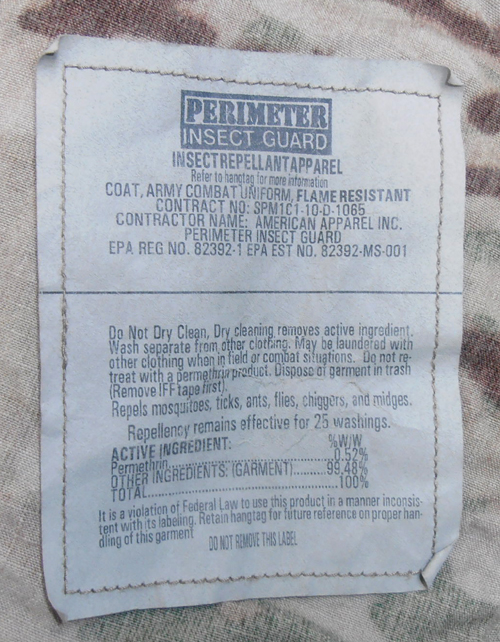 PERIMETER
INSECT GUARD
INSECTREPELLANTAPPAREL
Refer to hangtag for more information
COAT, ARMY COMBAT UNIFORM, FLAME RESISTANT
CONTRACT NO: SPM1C1-10-D-1065
CONTRACTOR NAME: AMERICAN APPAREL INC.
PERIMETER INSECT GUARD
EPA REG NO. 82392-1 EPA EST NO. 82392-MS-001
Do Not Dry Clean, Dry cleaning removes active ingredient.
Wash separate from other clothing. May be laundered with
other clothing when in field or combat situations. Do not re-
treat with a permethrin product. Dispose of garment in trash
(Remove IFF tape first).
Repels mosquitoes, ticks, ants, flies, chiggers, and midges.
Repellency remains effective for 25 washings.
ACTIVE INGREDIENT: %W/W
Permethrin........................................0.52%
OTHER INGREDIENTS: (GARMENT).........99.48%
TOTAL............................................100%
It is a violation of Federal Law to use this product in a manner inconsis-
tent with its labeling. Retain hangtag for future reference on proper han-
dling of this garment
DO NOT REMOVE THIS LABEL